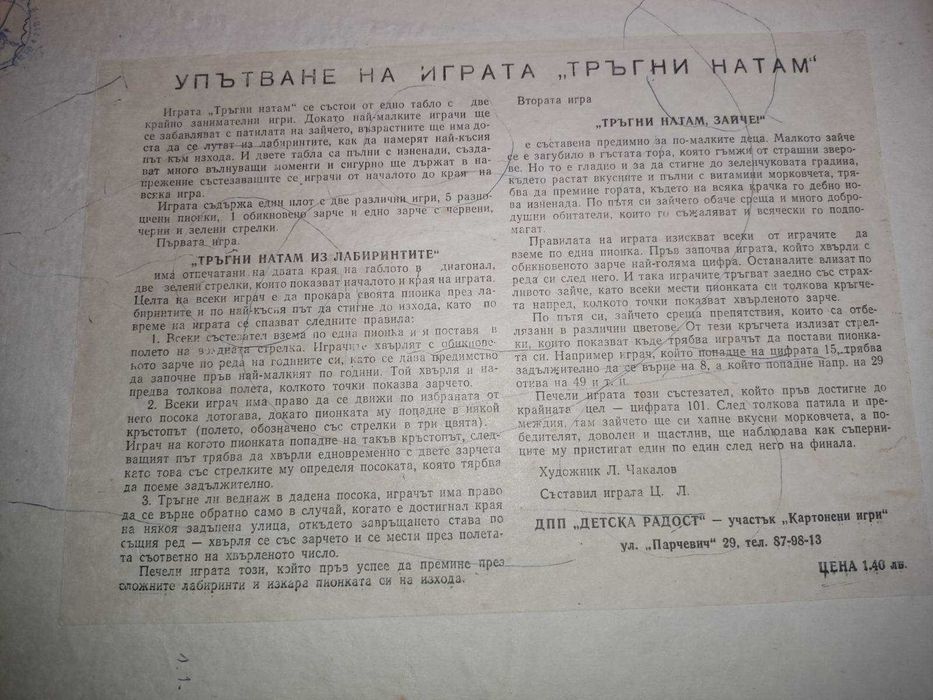 УПЪТВАНЕ НА ИГРАТА „ТРЪГНИ НАТАМ"
Играта „Тръгни натам" се състои от едно табло с две
крайно занимателни игри. Докато най-малките играчи ще
се забавляват с патилата на зайчето, възрастните ще има до-
ста да се лутат из лабиринтите, как да намерят най-късия
път към изхода. И двете табла са пълни с изненади, създа-
ват много вълнуващи моменти и сигурно ще държат в на-
прежение състезаващите се играчи от началото до края на
всяка игра.
Играта съдържа един плот с две различни игри, 5 разно-
цветни пионки, 1 обикновено зарче и едно зарче с червени,
черни и зелени стрелки.
Първата игра
„ТРЪГНИ НАТАМ ИЗ ЛАБИРИНТИТЕ"
има отпечатани на двата края на таблото в диагонал,
две зелени стрелки, които показват началото и края на играта.
Целта на всеки играч е да прокара своята пионка през ла-
биринтите и по най-късия път да стигне до изхода, като по
време на играта се спазват следните правила:
1. Всеки състезател взема по една пионка и я поставя в
полето на входната стрелка. Играчите хвърлят с обикнове-
ното зарче по реда на годините си, като се дава предимство
да започне пръв най-малкият по години. Той хвърля и на-
предва толкова полета, колкото точки показва зарчето.
2. Всеки играч има право да се движи по избраната от
него посока дотогава, докато пионката му попадне в някой
кръстопът (полето, обозначено със стрелки в три цвята).
Играч на когото пионката попадне на такъв кръстопът, след-
ващият път трябва да хвърли едновременно с двете зарчета
като това със стрелките му определя посоката, която тярбва
да поеме задължително.
3. Тръгне ли веднаж в дадена посока, играчът има право
да се върне обратно само в случай, когато е достигнал края
на някоя задънена улица, откъдето завръщането става по
същия ред — хвърля се със зарчето и се мести през полета-
та съответно на хвърленото число.
Печели играта този, който пръв успее да премине през
сложните лабиринти и изкара пионката си на изхода.
Втората игра
„ТРЪГНИ НАТАМ, ЗАЙЧЕ!"
е съставена предимно за по-малките деца. Малкото зайче
се е загубило в гъстата гора, която гъмжи от страшни зверо-
ве. Но то е гладно и за да стигне до зеленчуковата градина,
където растат вкусните и пълни с витамини морковчета, тря-
бва да премине гората, където на всяка крачка го дебне но-
ва изненада. По пътя си зайчето обаче среща и много добро-
душни обитатели, които го съжаляват и всячески го подпо-
магат.
Правилата на играта изискват всеки от играчите да
вземе по една пионка. Пръв започва играта, който хвърли с
обикновеното зарче най-голяма цифра. Останалите влизат по
реда си след него. И така играчите тръгват заедно със страх-
ливото зайче, като всеки мести пионката си толкова кръгче-
та напред, колкото точки показват хвърленото зарче.
По пътя си, зайчето среща препятствия, които са отбе-
лязани в различни цветове. От тези кръгчета излизат стрел-
ки, които показват къде трябва играчът да постави пионка-
та си. Например играч, който попадне на цифрата 15, трябва
задължително да се върне на 8, а който попадне напр. на 29
отива на 49 и т. н.
Печели играта този състезател, който пръв достигне до
крайната цел — цифрата 101. След толкова патила и пре-
междия, там зайчето ще си хапне вкусни морковчета, а по-
бедителят, доволен и щастлив, ще наблюдава как съперни-
ците му пристигат един по един след него на финала.
Художник Л. Чакалов
Съставил играта Ц. Л.
ДПП „ДЕТСКА РАДОСТ" — участък „Картонени игри"
ул. „Парчевич" 29, тел. 87-98-13
ЦЕНА 1.40 лв.